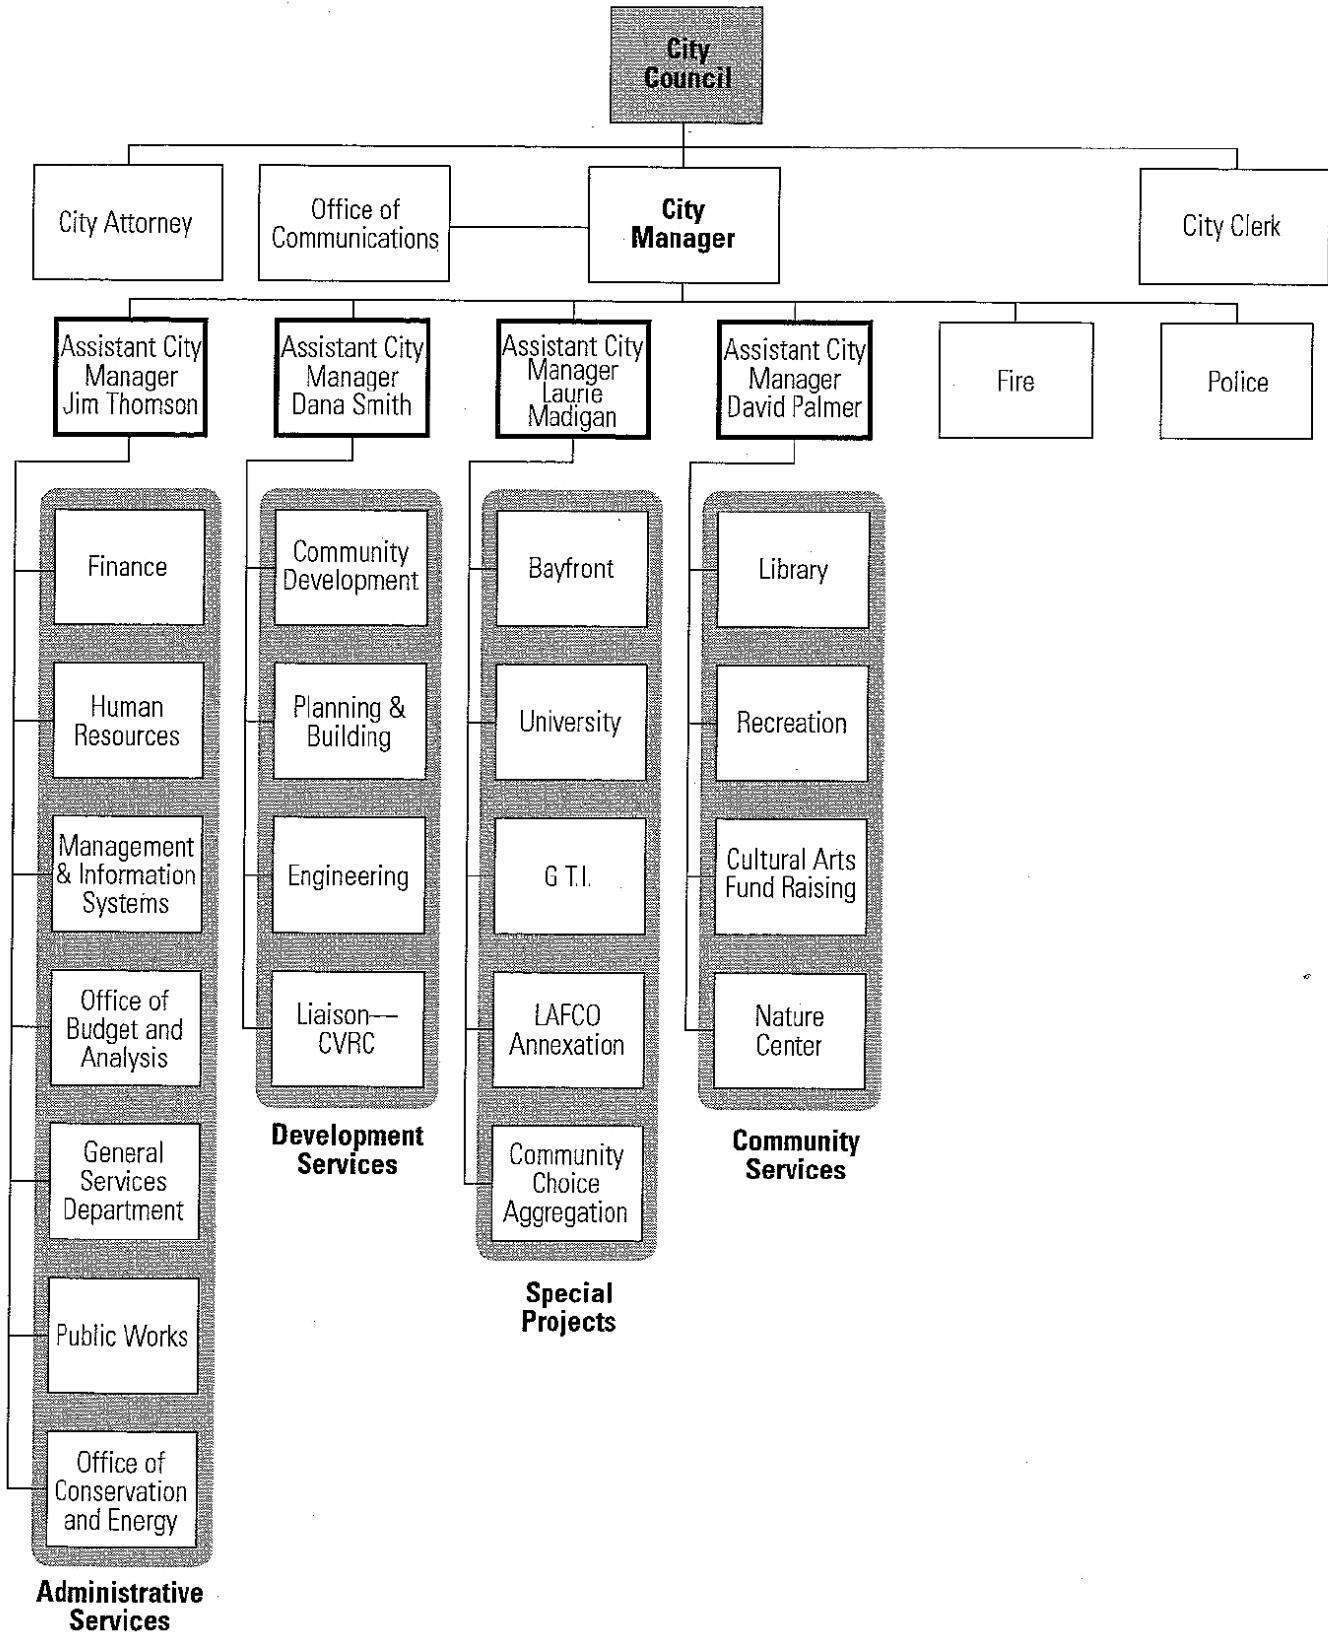 City
Council
City Attorney
Office of
Communications
City
Manager
City Clerk
Assistant City
Manager
Jim Thomson
Assistant City
Manager
Dana Smith
Assistant City
Manager
Laurie
Madigan
Assistant City
Manager
David Palmer
Fire
Police
Finance
Human
Resources
Management
& Information
Systems
Office of
Budget and
Analysis
General
Services
Department
Public Works
Office of
Conservation
and Energy
Administrative
Services
Community
Development
Planning &
Building
Engineering
Liaison—
CVRC
Development
Services
Bayfront
University
G T.I.
LAFCO
Annexation
Community
Choice
Aggregation
Special
Projects
Library
Recreation
Cultural Arts
Fund Raising
Nature
Center
Community
Services